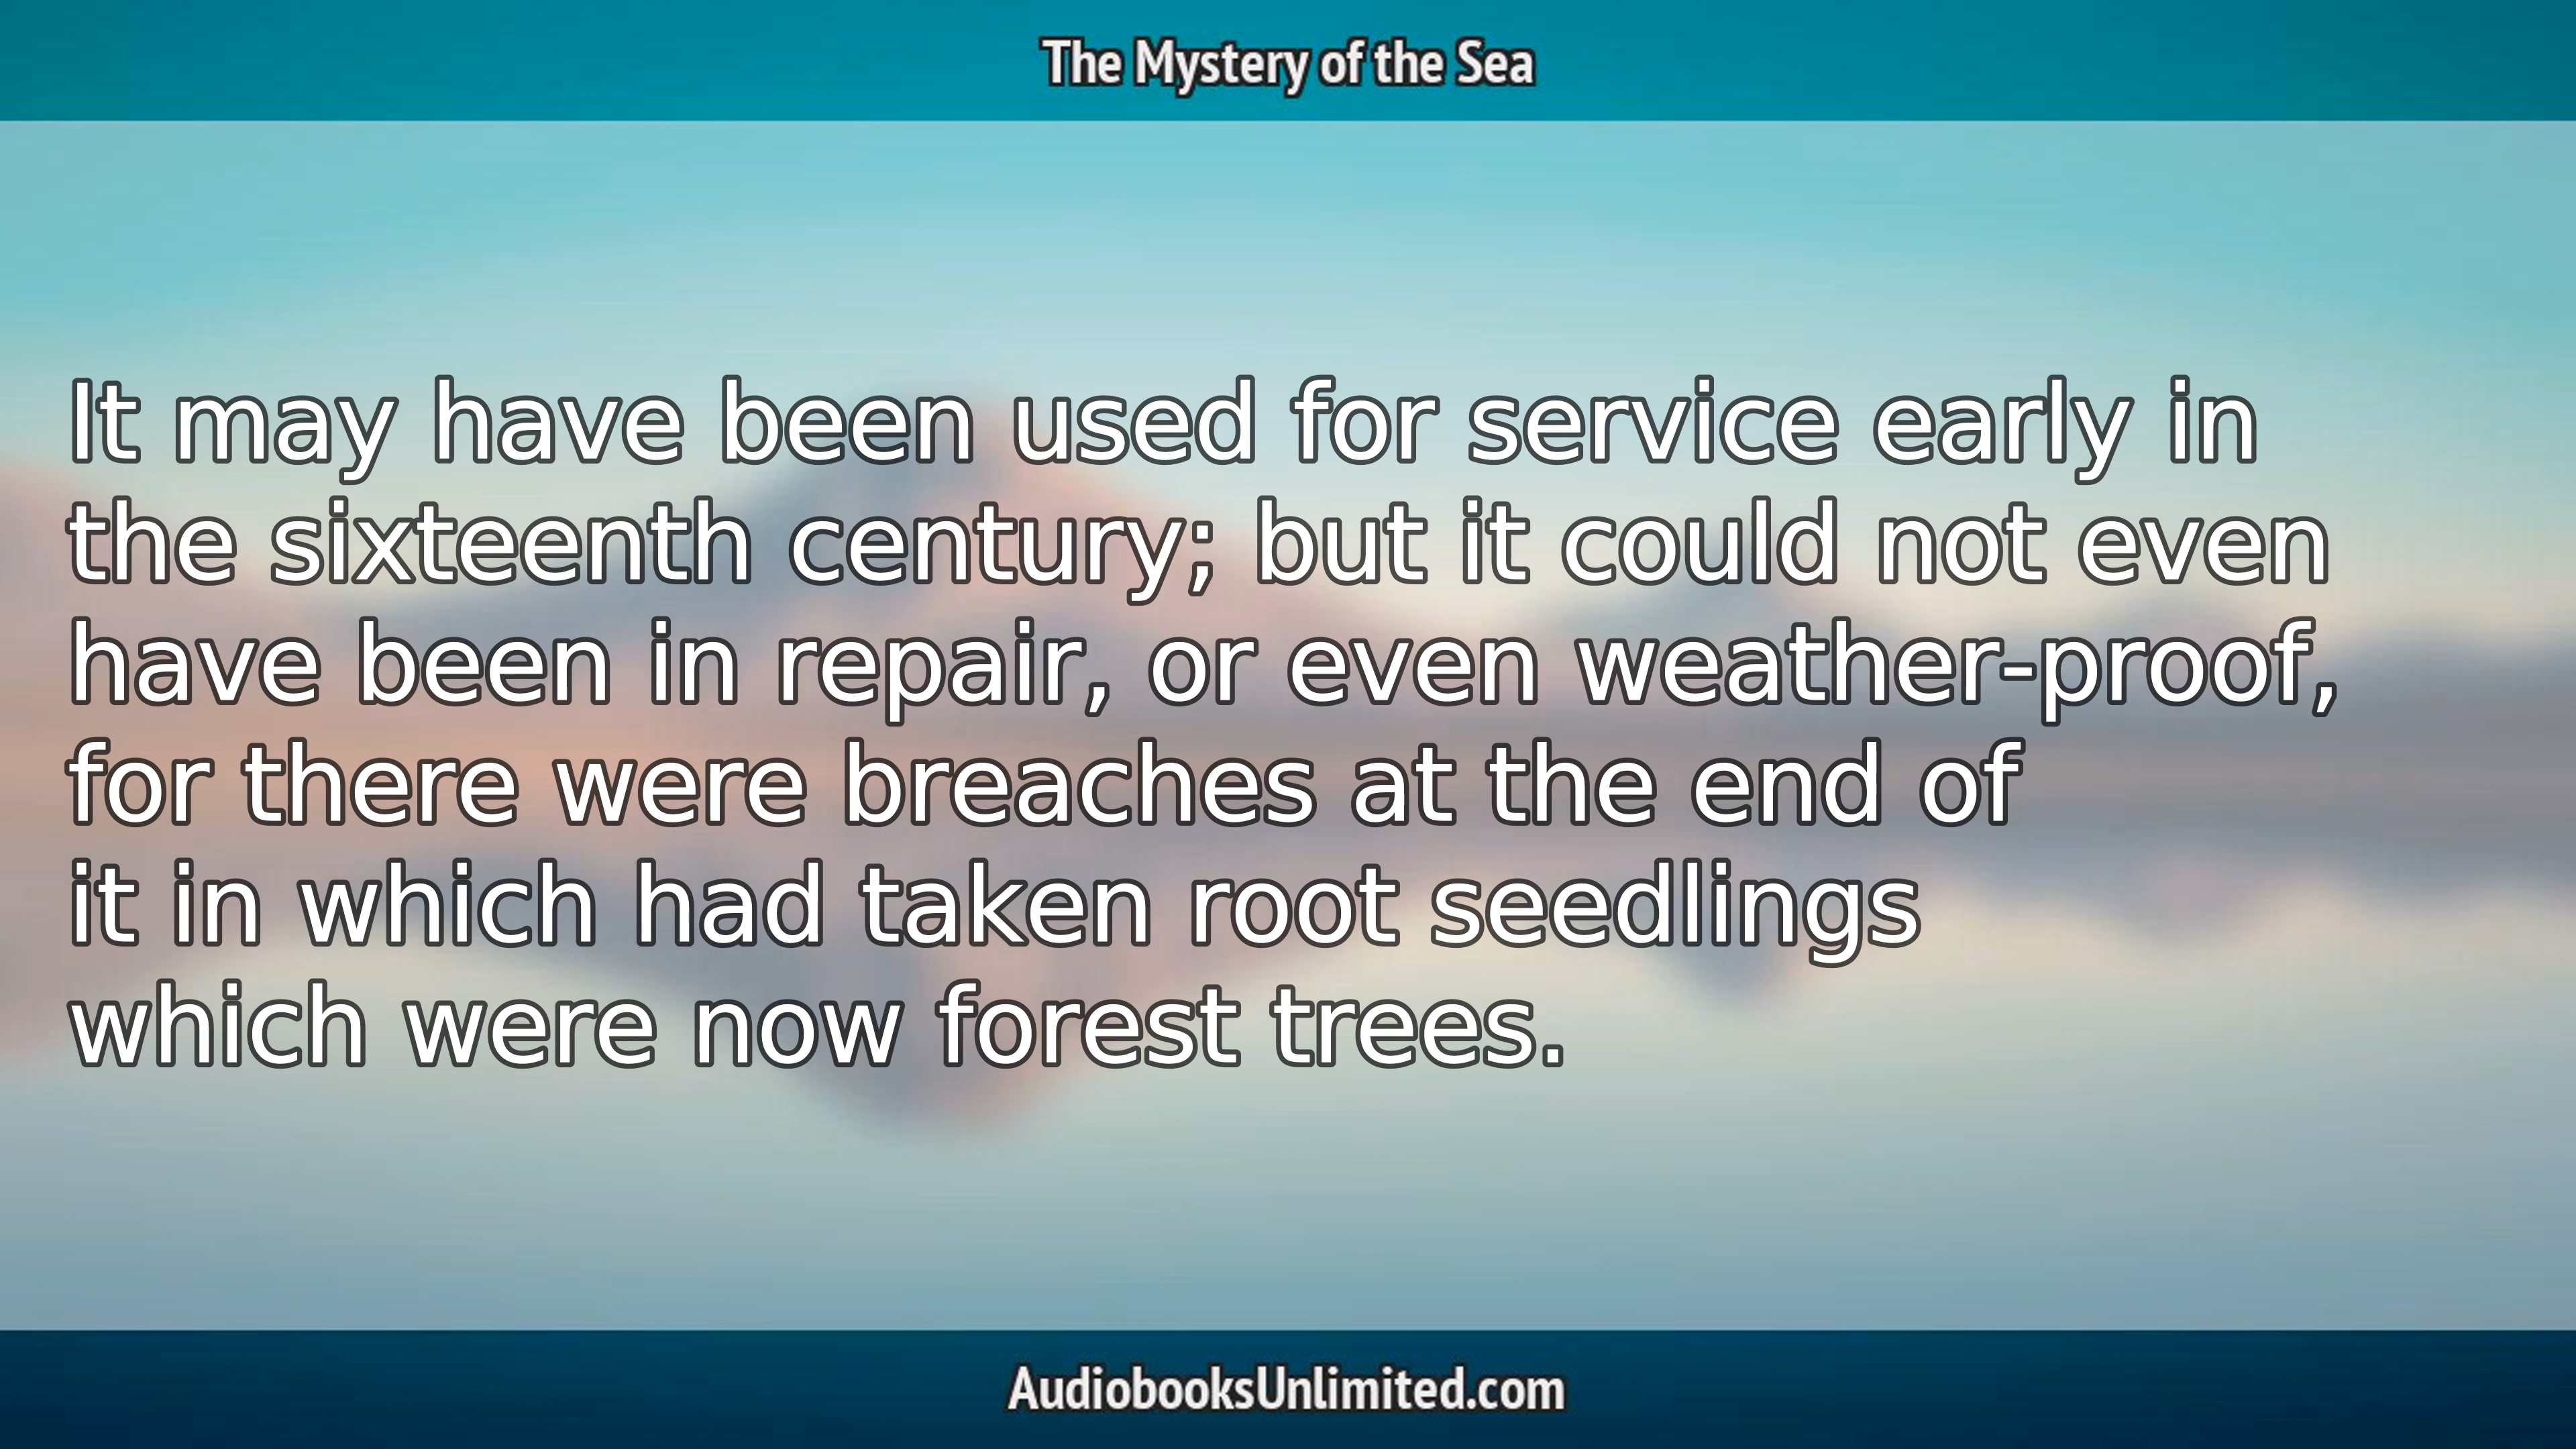 The Mystery of the Sea
It may have been used for service early in
the sixteenth century; but it could not even
have been in repair, or even weather-proof,
for there were breaches at the end of
it in which had taken root seedlings
which were now forest trees.
AudiobooksUnlimited.com